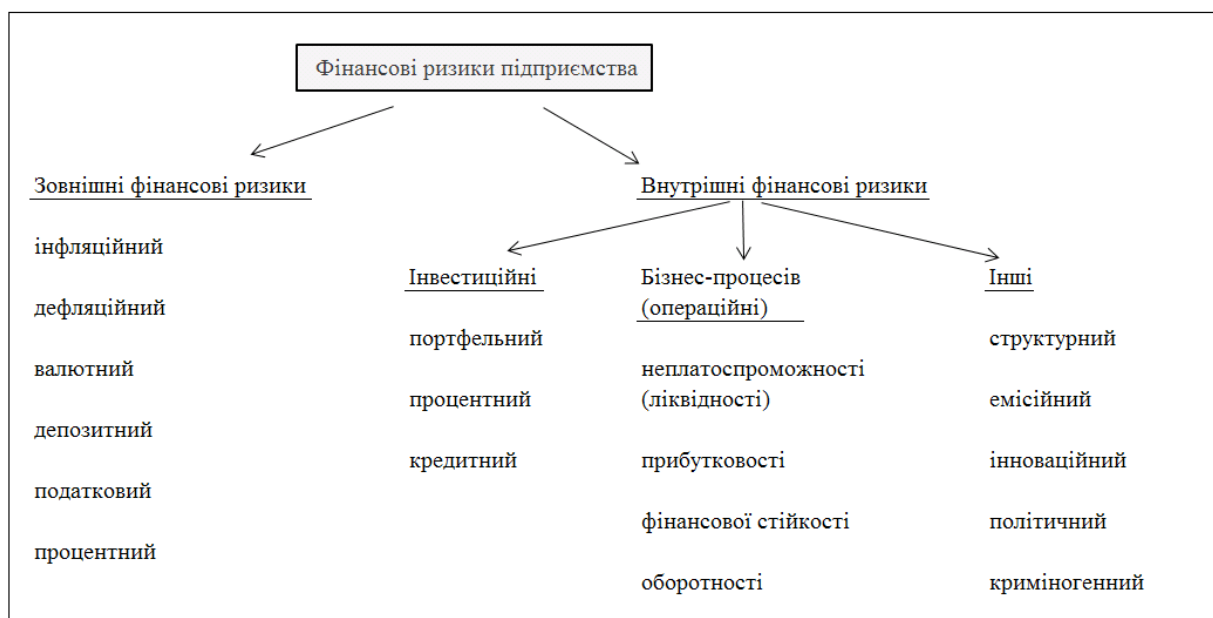 Фінансові ризики підприємства
Зовнішні фінансові ризики
інфляційний
дефляційний
валютний
депозитний
податковий
процентний
Внутрішні фінансові ризики
Інвестиційні
портфельний
процентний
кредитний
Бізнес-процесів
(операційні)
неплатоспроможності
(ліквідності)
прибутковості
фінансової стійкості
оборотності
Інші
структурний
емісійний
інноваційний
політичний
криміногенний